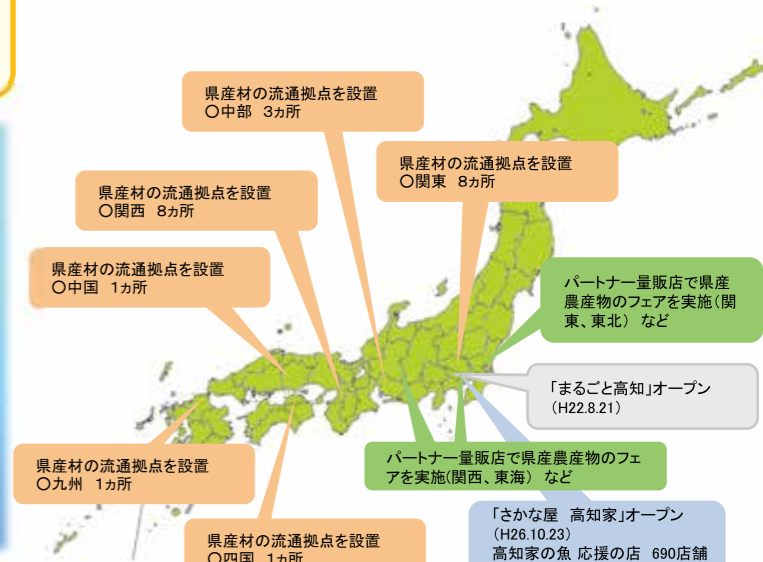 県産材の流通拠点を設置
○中部 3ヵ所
県産材の流通拠点を設置
○関東 8ヵ所
県産材の流通拠点を設置
○関西 8ヵ所
県産材の流通拠点を設置
○中国 1ヵ所
パートナー量販店で県産
農産物のフェアを実施(関
東、東北) など
「まるごと高知」オープン
(H22.8.21)
パートナー量販店で県産農産物のフェ
アを実施(関西、東海) など
県産材の流通拠点を設置
○九州 1ヵ所
「さかな屋 高知家」オープン
(H26.10.23)
高知家の魚 応援の店 690店舗
県産材の流通拠点を設置
○四国 1ヵ所